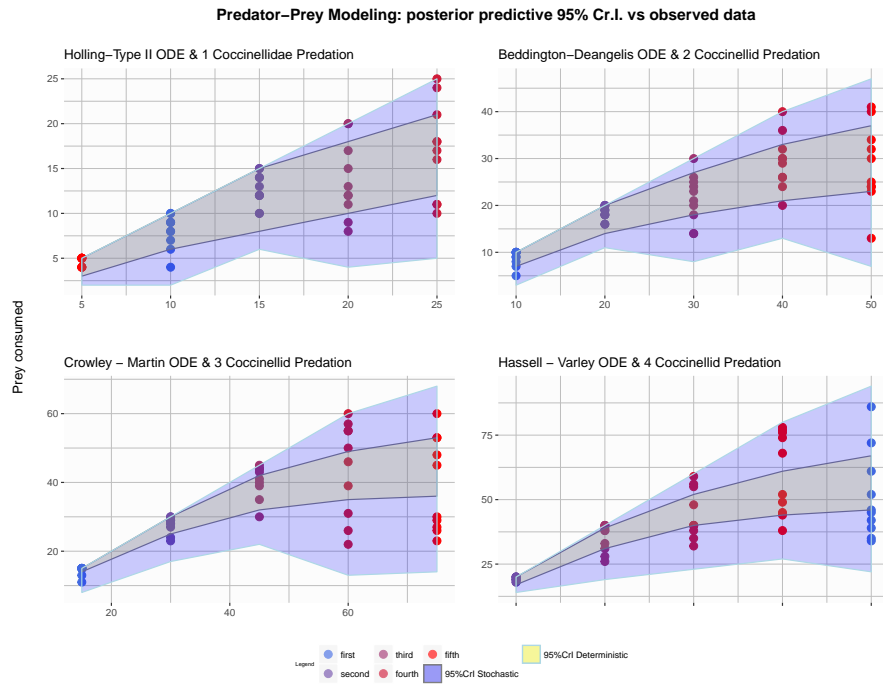 Predator−Prey Modeling: posterior predictive 95% Cr.I. vs observed data
Holling−Type II ODE & 1 Coccinellidae Predation
25
20
15
10
5
5 10 15 20 25
Beddington−Deangelis ODE & 2 Coccinellid Predation
40
30
20
10
10 20 30 40 50
Prey consumed
Crowley − Martin ODE & 3 Coccinellid Predation
60
40
20
20 40 60
Hassell − Varley ODE & 4 Coccinellid Predation
75
50
25
Legend
first third fifth 95%CrI Deterministic
second fourth 95%CrI Stochastic